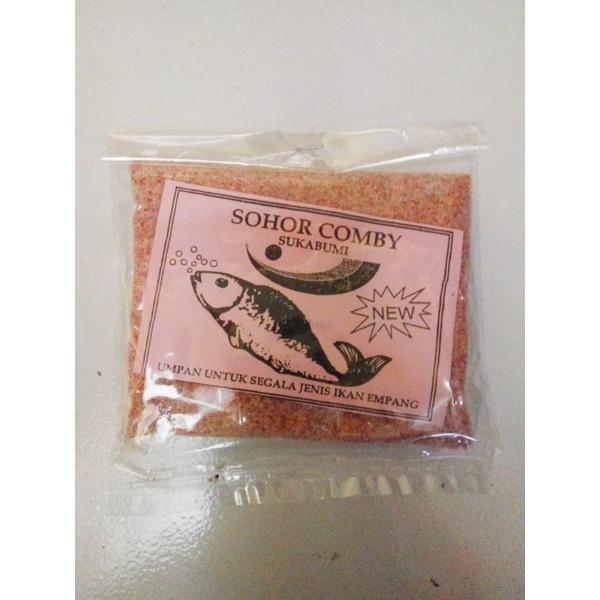 SOHOR COMBY
SUKABUMI
NEW
UMPAN UNTUK SEGALA JENIS IKAN EMPANG